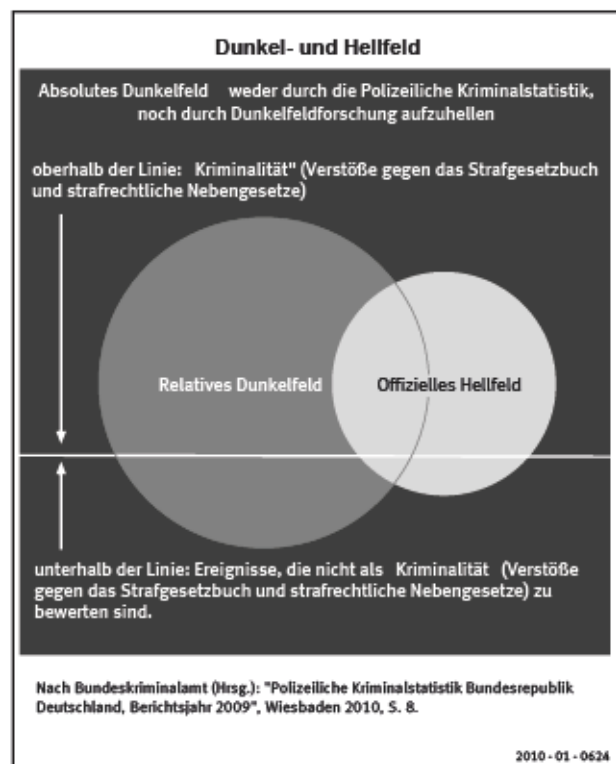 Dunkel- und Hellfeld
Absolutes Dunkelfeld weder durch die Polizeiliche Kriminalstatistik,
noch durch Dunkelfeldforschung aufzuhellen
oberhalb der Linie: Kriminalität" (Verstöße gegen das Strafgesetzbuch
und strafrechtliche Nebengesetze)
Relatives Dunkelfeld
Offizielles Hellfeld
unterhalb der Linie: Ereignisse, die nicht als Kriminalität (Verstöße
gegen das Strafgesetzbuch und strafrechtliche Nebengesetze) zu
bewerten sind.
Nach Bundeskriminalamt (Hrsg.): "Polizeiliche Kriminalstatistik Bundesrepublik
Deutschland, Berichtsjahr 2009", Wiesbaden 2010, S. 8.
2010 - 01 - 0624